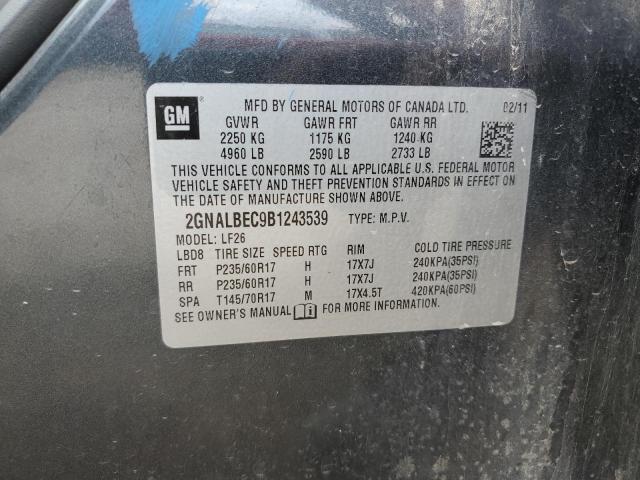 GM
MFD BY GENERAL MOTORS OF CANADA LTD. 02/11
GVWR GAWR FRT GAWR RR
2250 KG 1175 KG 1240 KG
4960 LB 2590 LB 2733 LB
THIS VEHICLE CONFORMS TO ALL APPLICABLE U.S. FEDERAL MOTOR
VEHICLE SAFETY AND THEFT PREVENTION STANDARDS IN EFFECT ON
THE DATE OF MANUFACTURE SHOWN ABOVE.
2GNALBEC9B1243539 TYPE: M.P.V.
MODEL: LF26
LBD8 TIRE SIZE SPEED RTG RIM COLD TIRE PRESSURE
FRT P235/60R17 H 17X7J 240KPA(35PSI)
RR P235/60R17 H 17X7J 240KPA(35PSI)
SPA T145/70R17 M 17X4.5T 420KPA(60PSI)
SEE OWNER'S MANUAL FOR MORE INFORMATION.